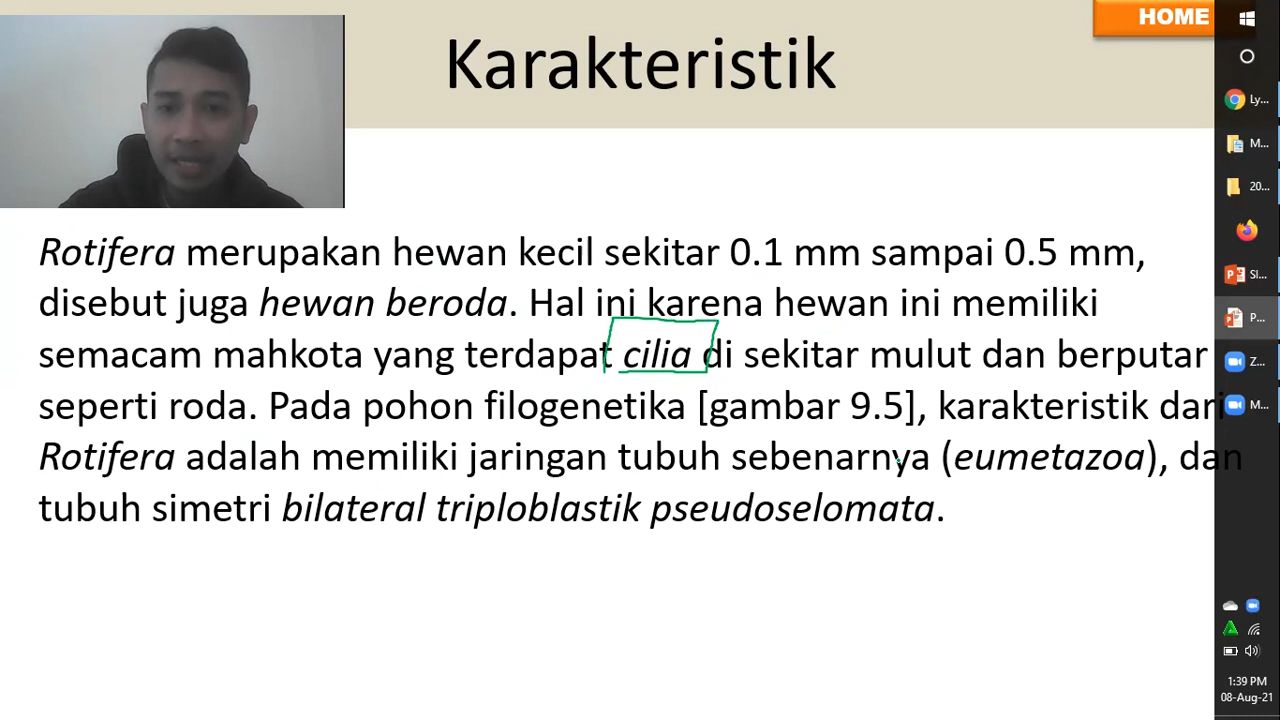 HOME
Karakteristik
Rotifera merupakan hewan kecil sekitar 0.1 mm sampai 0.5 mm,
disebut juga hewan beroda. Hal ini karena hewan ini memiliki
semacam mahkota yang terdapat cilia di sekitar mulut dan berputar
seperti roda. Pada pohon filogenetika [gambar 9.5], karakteristik dari
Rotifera adalah memiliki jaringan tubuh sebenarnya (eumetazoa), dan
tubuh simetri bilateral triploblastik pseudoselomata.
Ly...
M...
20...
Sl...
P...
Z...
M...
1:39 PM
08-Aug-21